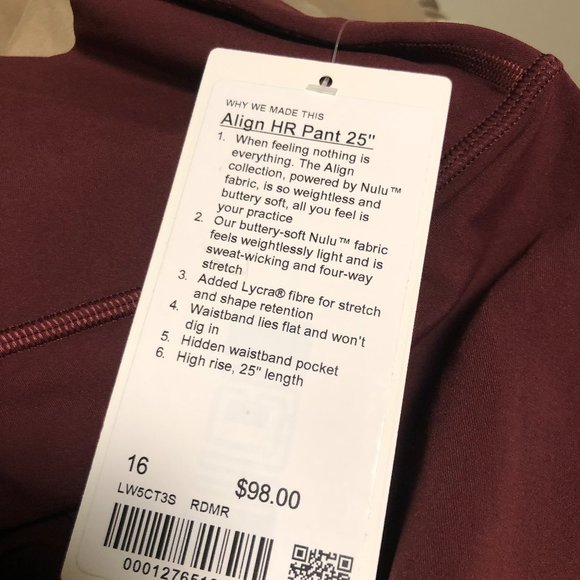 WHY WE MADE THIS
Align HR Pant 25"
1. When feeling nothing is
everything. The Align
collection, powered by Nulu™
fabric, is so weightless and
buttery soft, all you feel is
your practice
2. Our buttery-soft Nulu™ fabric
feels weightlessly light and is
sweat-wicking and four-way
stretch
3. Added Lycra® fibre for stretch
and shape retention
4. Waistband lies flat and won't
dig in
5. Hidden waistband pocket
6. High rise, 25" length
16
$98.00
LW5CT3S RDMR